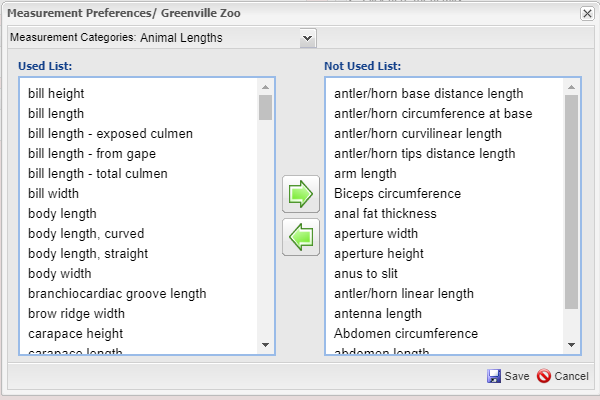 Measurement Preferences/ Greenville Zoo
Measurement Categories: Animal Lengths
Used List:
bill height
bill length
bill length - exposed culmen
bill length - from gape
bill length - total culmen
bill width
body length
body length, curved
body length, straight
body width
branchiocardiac groove length
brow ridge width
carapace height
carapace length
Not Used List:
antler/horn base distance length
antler/horn circumference at base
antler/horn curvilinear length
antler/horn tips distance length
arm length
Biceps circumference
anal fat thickness
aperture width
aperture height
anus to slit
antler/horn linear length
antenna length
Abdomen circumference
abdomen length
Save Cancel